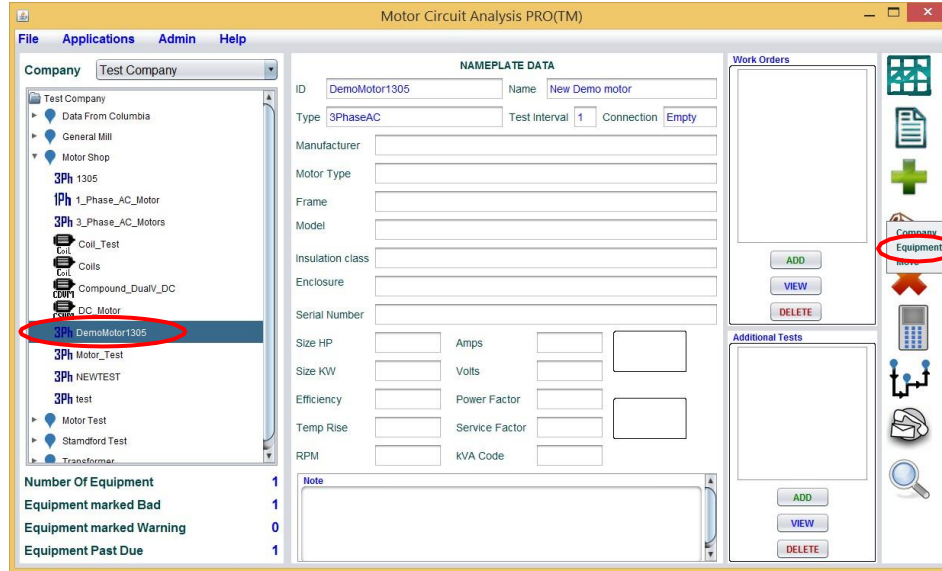 Motor Circuit Analysis PRO(TM)
File Applications Admin Help
Company Test Company
Test Company
Data From Columbia
General Mill
Motor Shop
3Ph 1305
1Ph 1_Phase_AC_Motor
3Ph 3_Phase_AC_Motors
CoiL Coil_Test
CoiL Coils
CDVM Compound_DualV_DC
DC_Motor
3Ph DemoMotor1305
3Ph Motor_Test
3Ph NEWTEST
3Ph test
Motor Test
Stamdford Test
Transformer
Number Of Equipment 1
Equipment marked Bad 1
Equipment marked Warning 0
Equipment Past Due 1
NAMEPLATE DATA
ID DemoMotor1305 Name New Demo motor
Type 3PhaseAC Test Interval 1 Connection Empty
Manufacturer
Motor Type
Frame
Model
Insulation class
Enclosure
Serial Number
Size HP Amps
Size KW Volts
Efficiency Power Factor
Temp Rise Service Factor
RPM kVA Code
Note
Work Orders
ADD
VIEW
DELETE
Additional Tests
ADD
VIEW
DELETE
Company
Equipment
Move